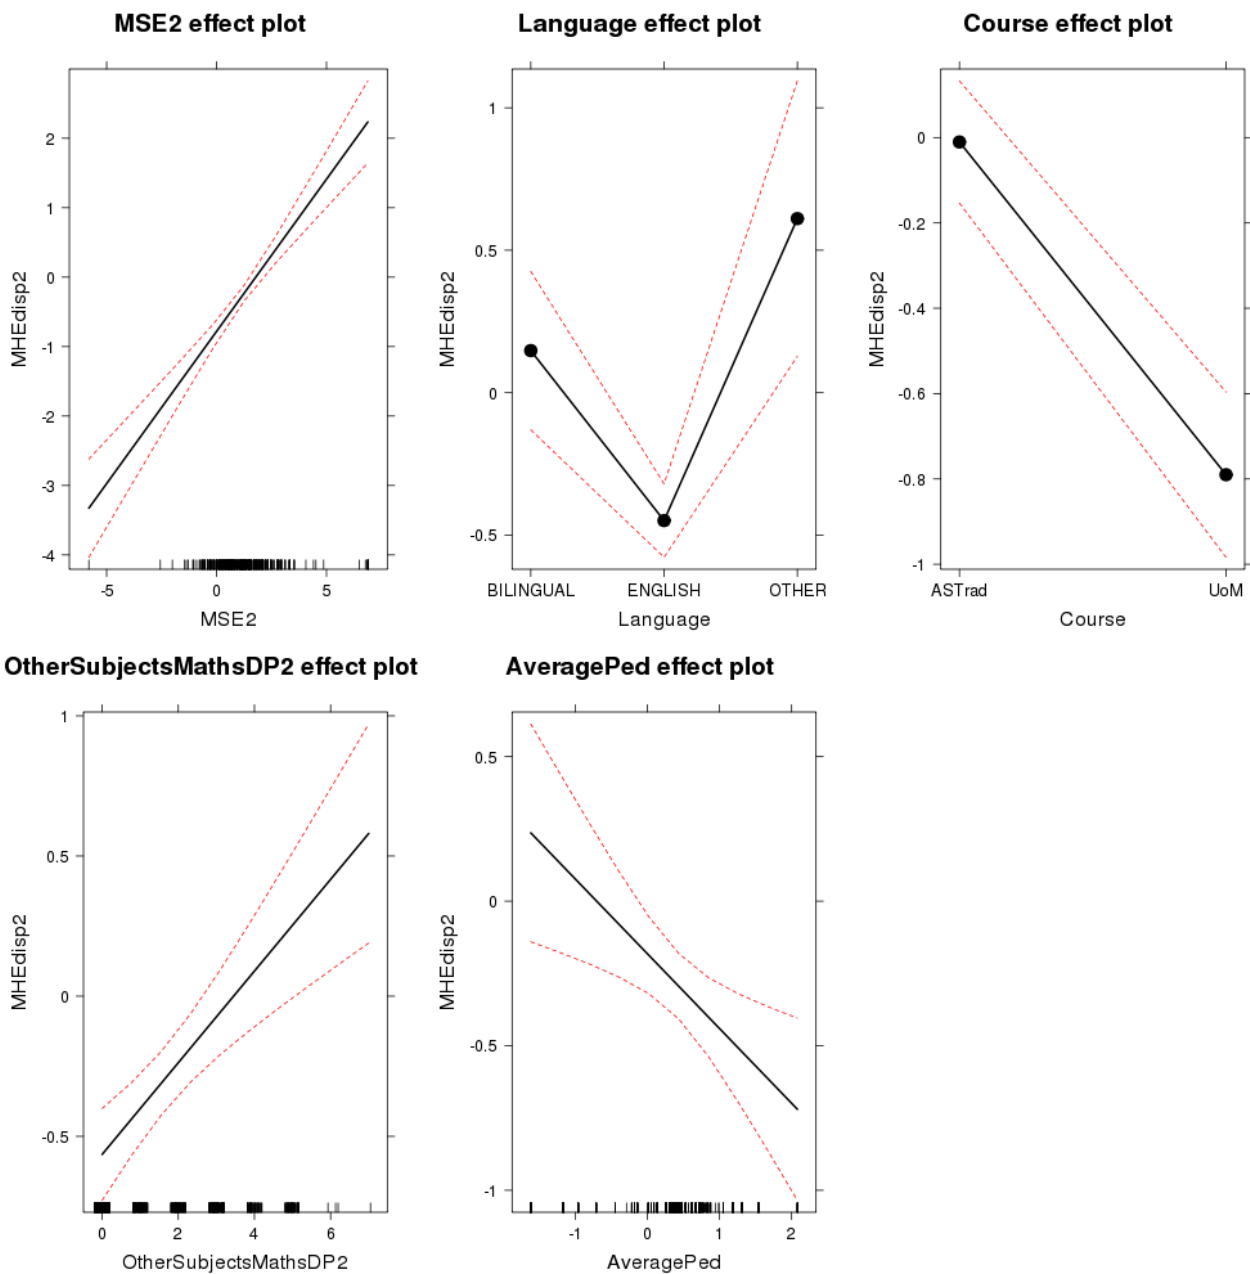 MSE2 effect plot
MHEdisp2
2
1
0
-1
-2
-3
-4
-5 0 5
MSE2
Language effect plot
MHEdisp2
1
0.5
0
-0.5
BILINGUAL ENGLISH OTHER
Language
Course effect plot
MHEdisp2
0
-0.2
-0.4
-0.6
-0.8
-1
ASTrad UoM
Course
OtherSubjectsMathsDP2 effect plot
MHEdisp2
1
0.5
0
-0.5
0 2 4 6
OtherSubjectsMathsDP2
AveragePed effect plot
MHEdisp2
0.5
0
-0.5
-1
-1 0 1 2
AveragePed